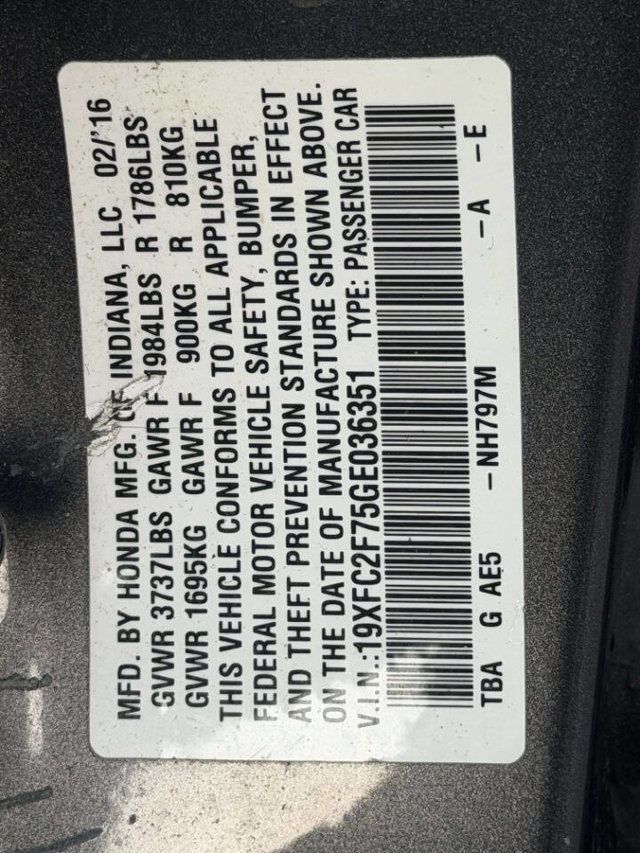 MFD. BY HONDA MFG. OF INDIANA, LLC 02/'16
GVWR 3737LBS GAWR F 1984LBS R 1786LBS
GVWR 1695KG GAWR F 900KG R 810KG
THIS VEHICLE CONFORMS TO ALL APPLICABLE
FEDERAL MOTOR VEHICLE SAFETY, BUMPER,
AND THEFT PREVENTION STANDARDS IN EFFECT
ON THE DATE OF MANUFACTURE SHOWN ABOVE.
V.I.N.:19XFC2F75GE036351 TYPE: PASSENGER CAR
TBA G AE5 -NH797M -A -E